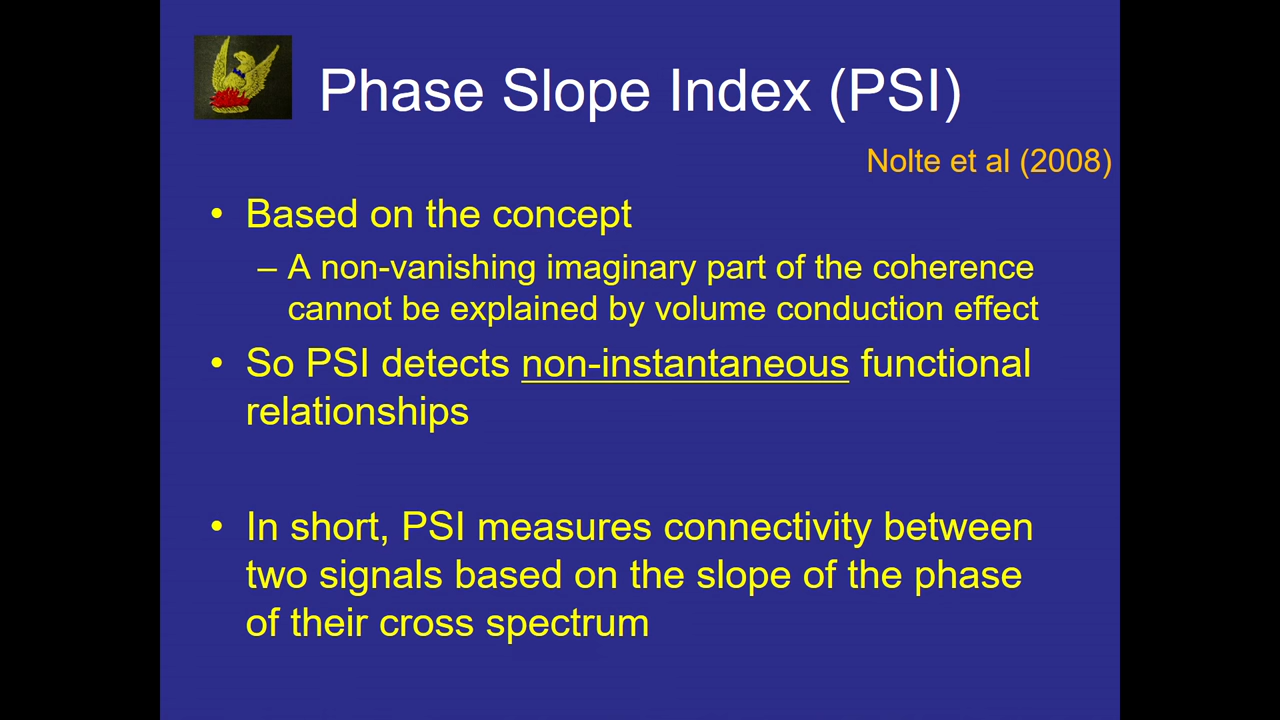 Phase Slope Index (PSI)
Nolte et al (2008)
• Based on the concept
– A non-vanishing imaginary part of the coherence
cannot be explained by volume conduction effect
• So PSI detects non-instantaneous functional
relationships
• In short, PSI measures connectivity between
two signals based on the slope of the phase
of their cross spectrum